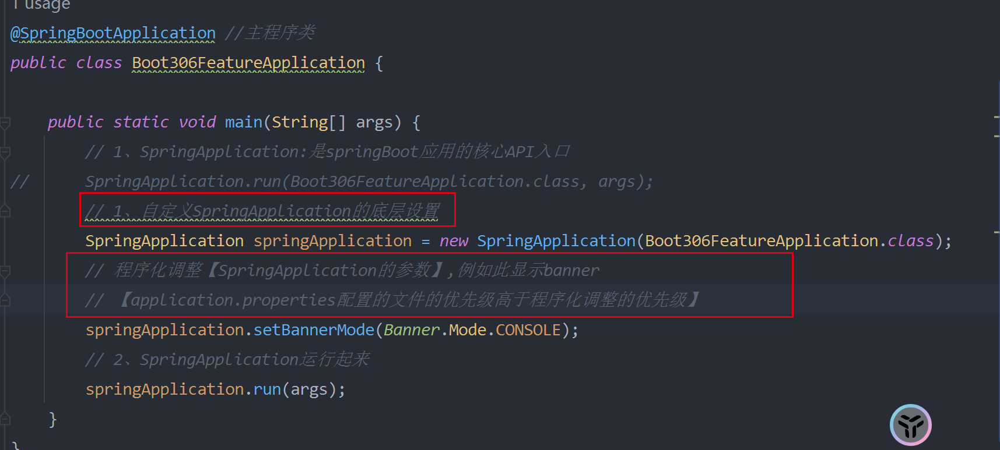 1 usage
@SpringBootApplication //主程序类
public class Boot306FeatureApplication {
public static void main(String[] args) {
// 1、SpringApplication:是springBoot应用的核心API入口
// SpringApplication.run(Boot306FeatureApplication.class, args);
// 1、自定义SpringApplication的底层设置
SpringApplication springApplication = new SpringApplication(Boot306FeatureApplication.class);
// 程序化调整【SpringApplication的参数】,例如此显示banner
// 【application.properties配置的文件的优先级高于程序化调整的优先级】
springApplication.setBannerMode(Banner.Mode.CONSOLE);
// 2、SpringApplication运行起来
springApplication.run(args);
}
}